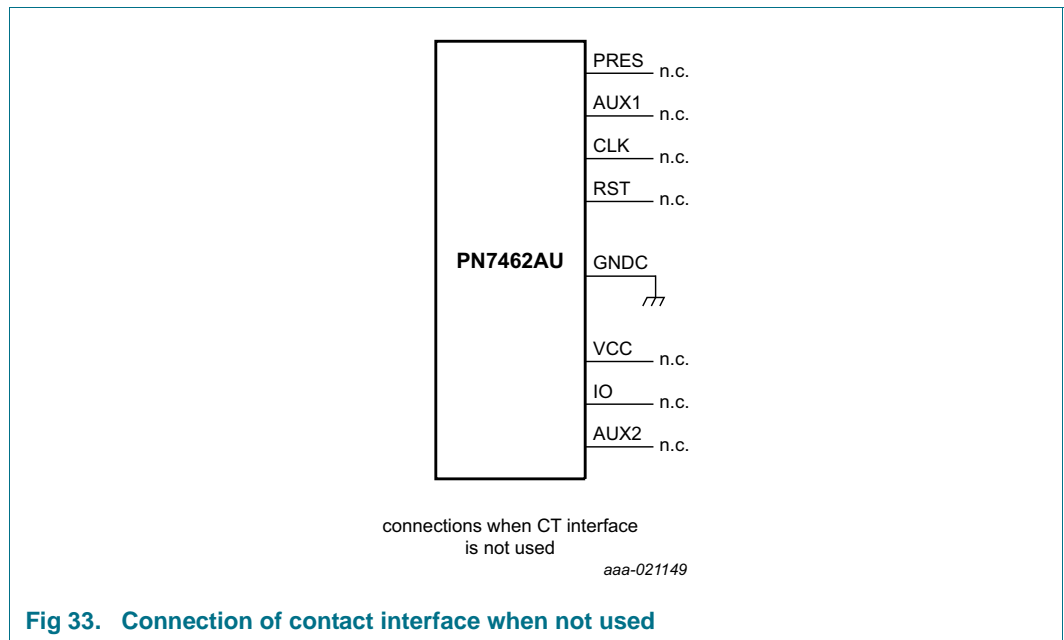 PRES
n.c.
AUX1
n.c.
CLK
n.c.
RST
n.c.
PN7462AU
GNDC
VCC
n.c.
IO
n.c.
AUX2
n.c.
connections when CT interface
is not used
aaa-021149
Fig 33. Connection of contact interface when not used